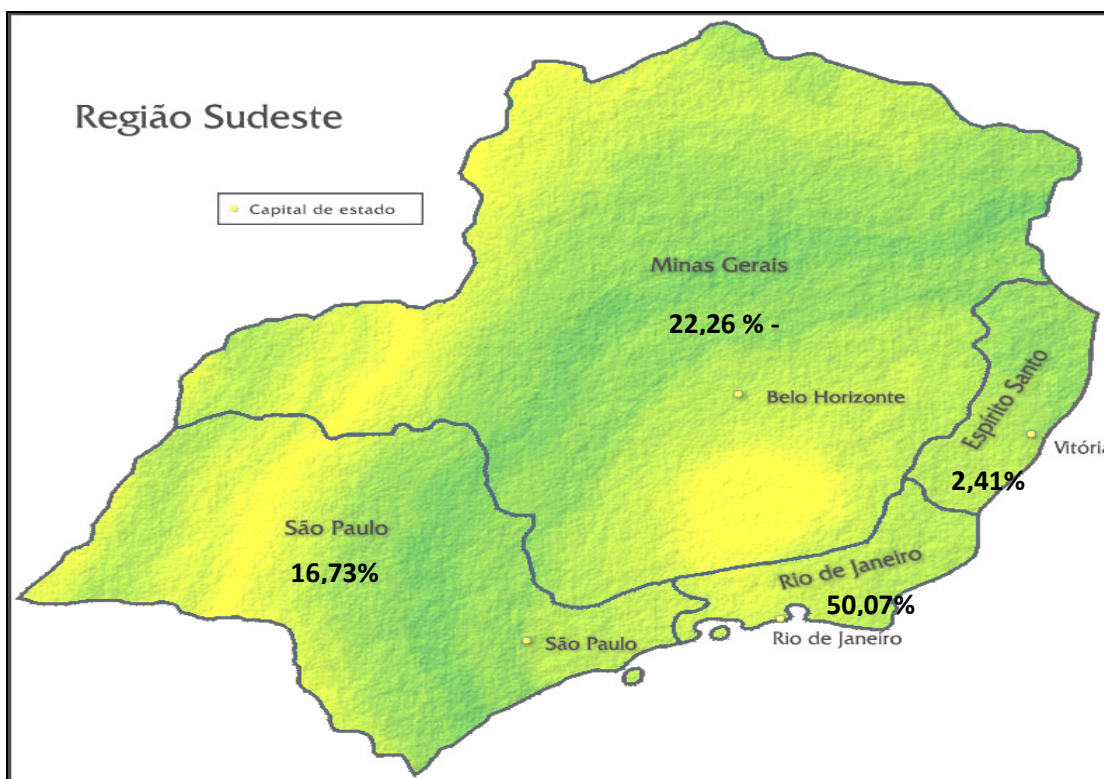 Região Sudeste
Capital de estado
Minas Gerais
22,26 % -
Belo Horizonte
Espírito Santo
Vitória
2,41%
São Paulo
16,73%
Rio de Janeiro
50,07%
Rio de Janeiro
São Paulo